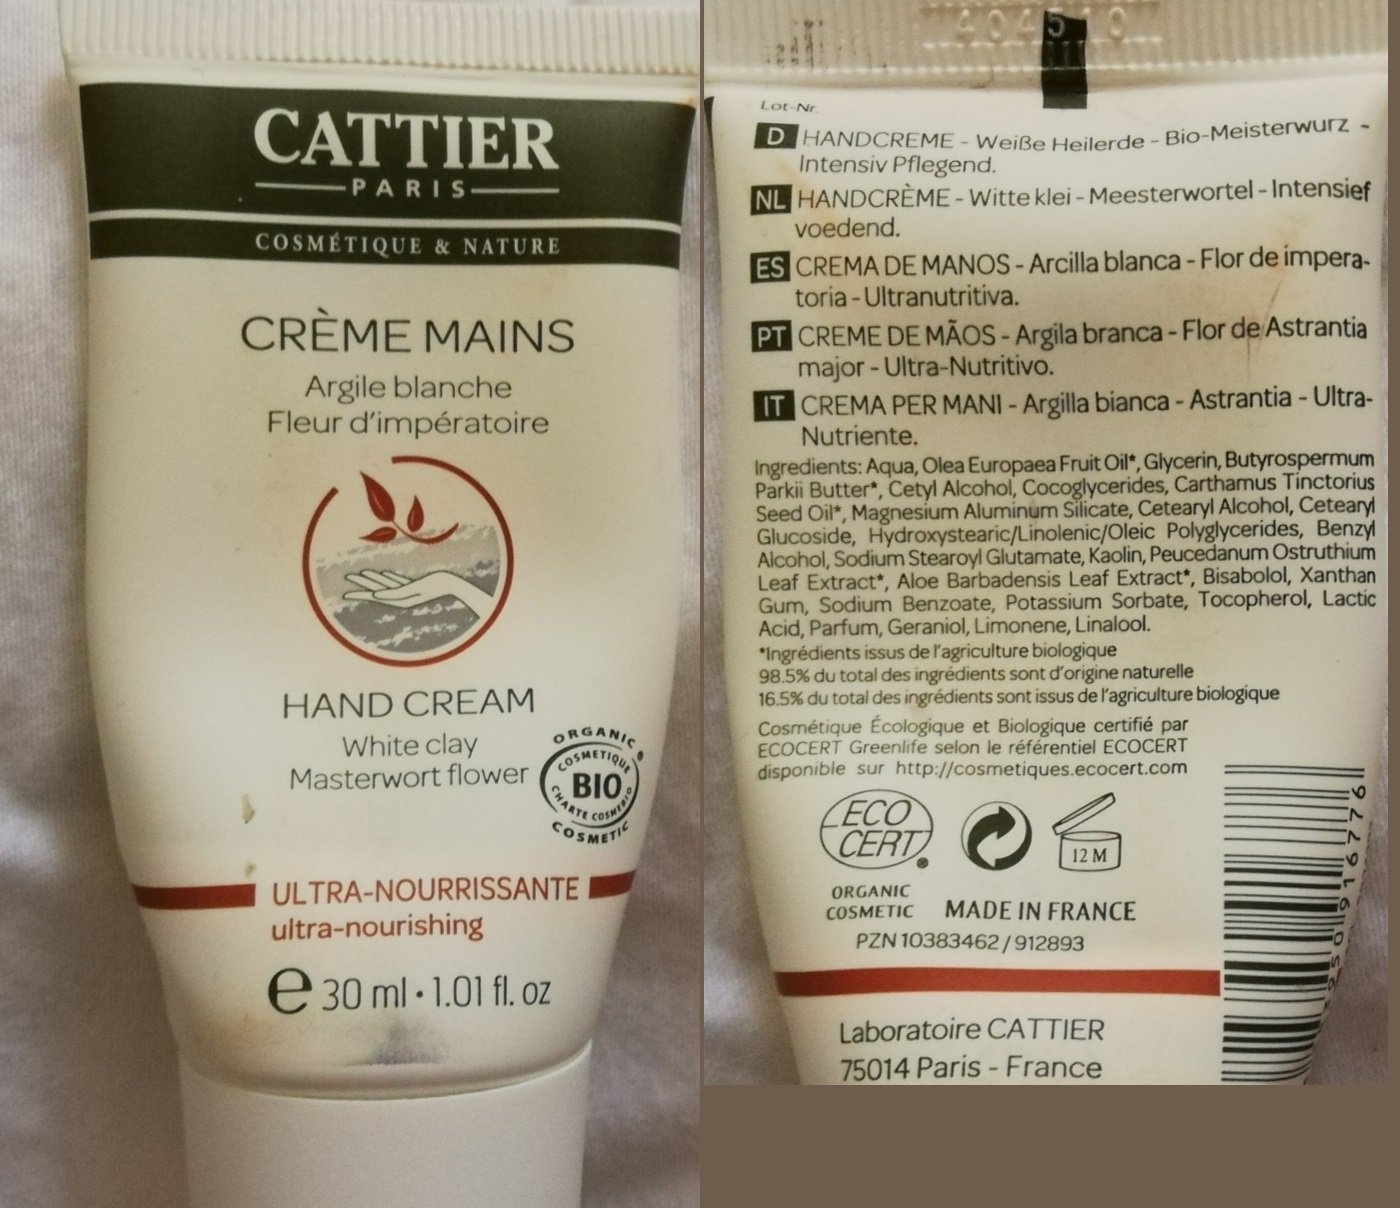 CATTIER
PARIS
COSMÉTIQUE & NATURE
CRÈME MAINS
Argile blanche
Fleur d'impératoire
HAND CREAM
White clay
Masterwort flower
ORGANIC
COSMETIQUE
BIO
CHARTE COSMEBIO
COSMETIC
ULTRA-NOURRISSANTE
ultra-nourishing
e 30 ml · 1.01 fl. oz
404510
Lot-Nr.
D HANDCREME - Weiße Heilerde - Bio-Meisterwurz -
Intensiv Pflegend.
NL HANDCRÈME - Witte klei - Meesterwortel - Intensief
voedend.
ES CREMA DE MANOS - Arcilla blanca - Flor de impera-
toria - Ultranutritiva.
PT CREME DE MÃOS - Argila branca - Flor de Astrantia
major - Ultra-Nutritivo.
IT CREMA PER MANI - Argilla bianca - Astrantia - Ultra-
Nutriente.
Ingredients: Aqua, Olea Europaea Fruit Oil*, Glycerin, Butyrospermum
Parkii Butter*, Cetyl Alcohol, Cocoglycerides, Carthamus Tinctorius
Seed Oil*, Magnesium Aluminum Silicate, Cetearyl Alcohol, Cetearyl
Glucoside, Hydroxystearic/Linolenic/Oleic Polyglycerides, Benzyl
Alcohol, Sodium Stearoyl Glutamate, Kaolin, Peucedanum Ostruthium
Leaf Extract*, Aloe Barbadensis Leaf Extract*, Bisabolol, Xanthan
Gum, Sodium Benzoate, Potassium Sorbate, Tocopherol, Lactic
Acid, Parfum, Geraniol, Limonene, Linalool.
*Ingrédients issus de l'agriculture biologique
98.5% du total des ingrédients sont d'origine naturelle
16.5% du total des ingrédients sont issus de l'agriculture biologique
Cosmétique Écologique et Biologique certifié par
ECOCERT Greenlife selon le référentiel ECOCERT
disponible sur http://cosmetiques.ecocert.com
ECO
CERT®
12 M
ORGANIC
COSMETIC
MADE IN FRANCE
PZN 10383462 / 912893
Laboratoire CATTIER
75014 Paris - France